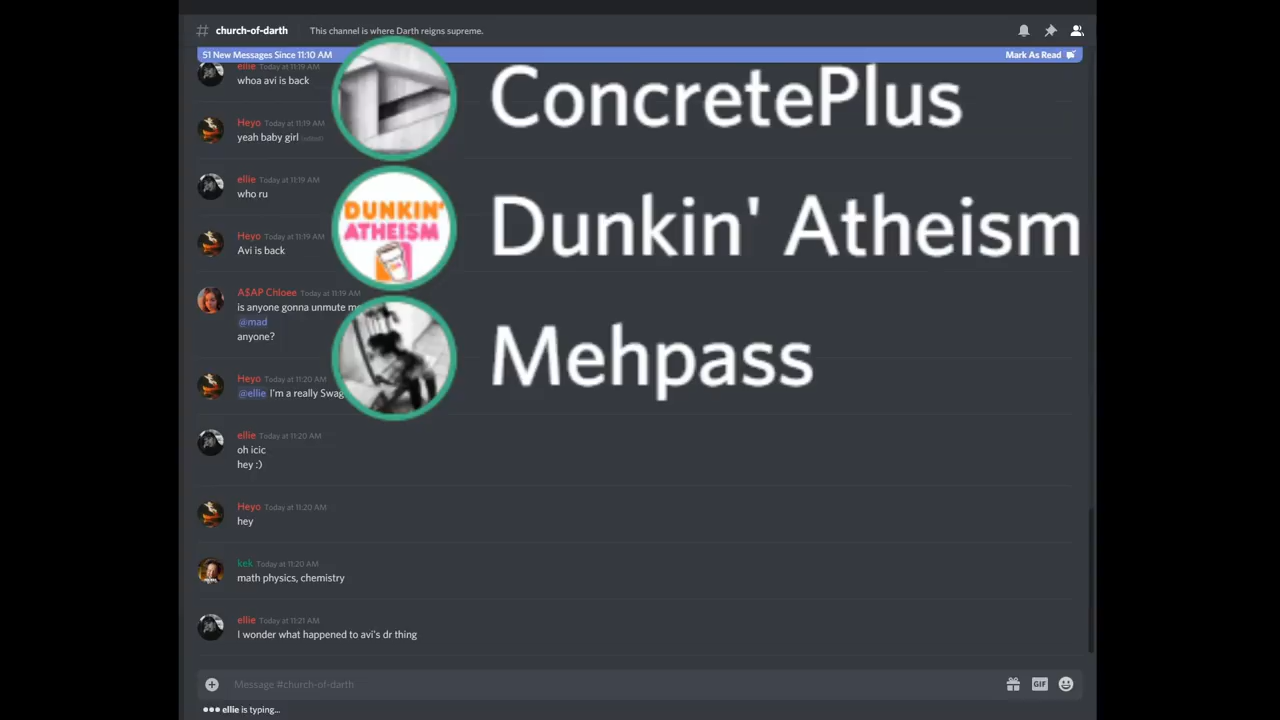 church-of-darth This channel is where Darth reigns supreme.
51 New Messages Since 11:10 AM Mark As Read
ellie Today at 11:19 AM
whoa avi is back
Heyo Today at 11:19 AM
yeah baby girl (edited)
ellie Today at 11:19 AM
who ru
Heyo Today at 11:19 AM
Avi is back
A$AP Chloee Today at 11:19 AM
is anyone gonna unmute
@mad
anyone?
Heyo Today at 11:20 AM
@ellie I'm a really Swag
ellie Today at 11:20 AM
oh icic
hey :)
Heyo Today at 11:20 AM
hey
kek Today at 11:20 AM
math physics, chemistry
ellie Today at 11:21 AM
I wonder what happened to avi's dr thing
Message #church-of-darth GIF
ellie is typing...
ConcretePlus
DUNKIN'
ATHEISM
Dunkin' Atheism
Mehpass